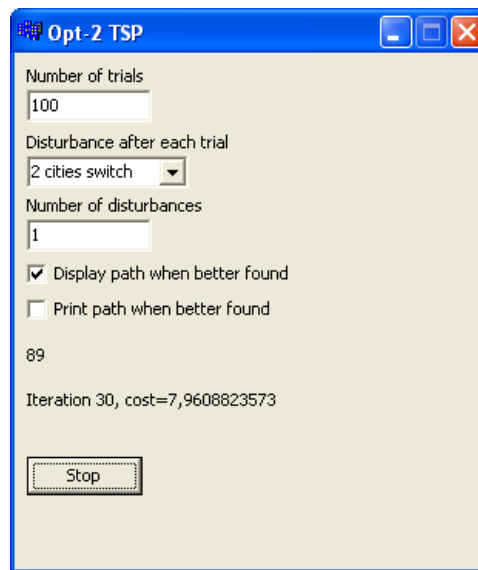 Opt-2 TSP
Number of trials
100
Disturbance after each trial
2 cities switch
Number of disturbances
1
Display path when better found
Print path when better found
89
Iteration 30, cost=7,9608823573
Stop